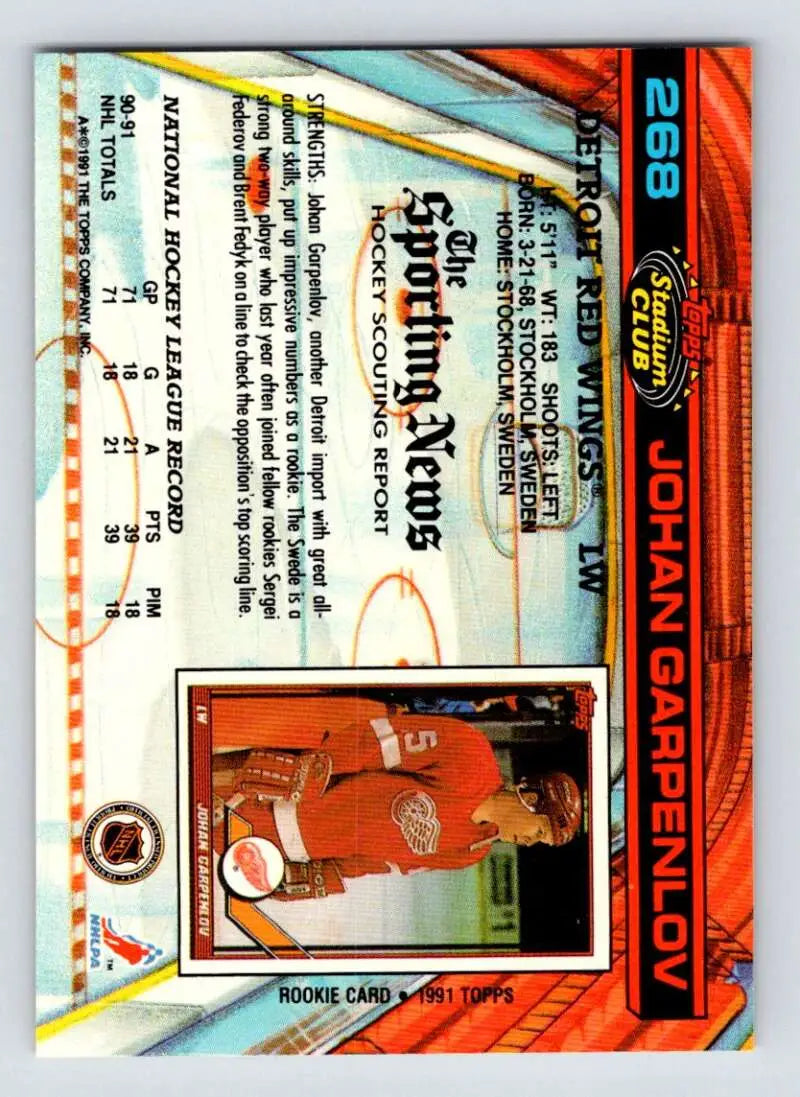 268
Topps
Stadium
CLUB
JOHAN GARPENLOV
DETROIT RED WINGS® LW
HT: 5'11" WT: 183 SHOOTS: LEFT
BORN: 3-21-68, STOCKHOLM, SWEDEN
HOME: STOCKHOLM, SWEDEN
The
Sporting News
HOCKEY SCOUTING REPORT
STRENGTHS: Johan Garpenlov, another Detroit import with great all-
around skills, put up impressive numbers as a rookie. The Swede is a
strong two-way player who last year often joined fellow rookies Sergei
Federov and Brent Fedyk on a line to check the opposition's top scoring line.
NATIONAL HOCKEY LEAGUE RECORD
GP G A PTS PIM
90-91 71 18 21 39 18
NHL TOTALS 71 18 21 39 18
A*©1991 THE TOPPS COMPANY, INC.
Topps
5
LW
JOHAN GARPENLOV
ROOKIE CARD • 1991 TOPPS
NHL
NHLPA
TM